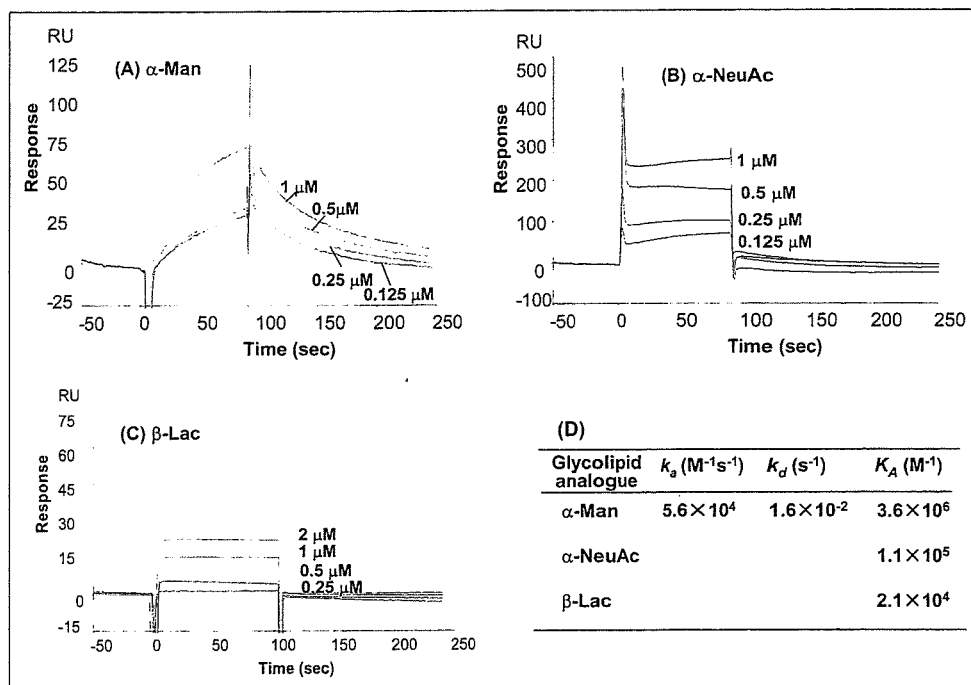 RU
125
100
75
50
25
0
-25
Response
(A) α-Man
1 μM
0.5μM
0.25 μM
0.125 μM
-50 0 50 100 150 200 250
Time (sec)
RU
500
400
300
200
100
0
-100
Response
(B) α-NeuAc
1 μM
0.5 μM
0.25 μM
0.125 μM
-50 0 50 100 150 200 250
Time (sec)
RU
75
60
45
30
15
0
-15
Response
(C) β-Lac
2 μM
1 μM
0.5 μM
0.25 μM
-50 0 50 100 150 200 250
Time (sec)
(D)
Glycolipid analogue kₐ (M⁻¹s⁻¹) k_d (s⁻¹) K_A (M⁻¹)
α-Man 5.6×10⁴ 1.6×10⁻² 3.6×10⁶
α-NeuAc 1.1×10⁵
β-Lac 2.1×10⁴